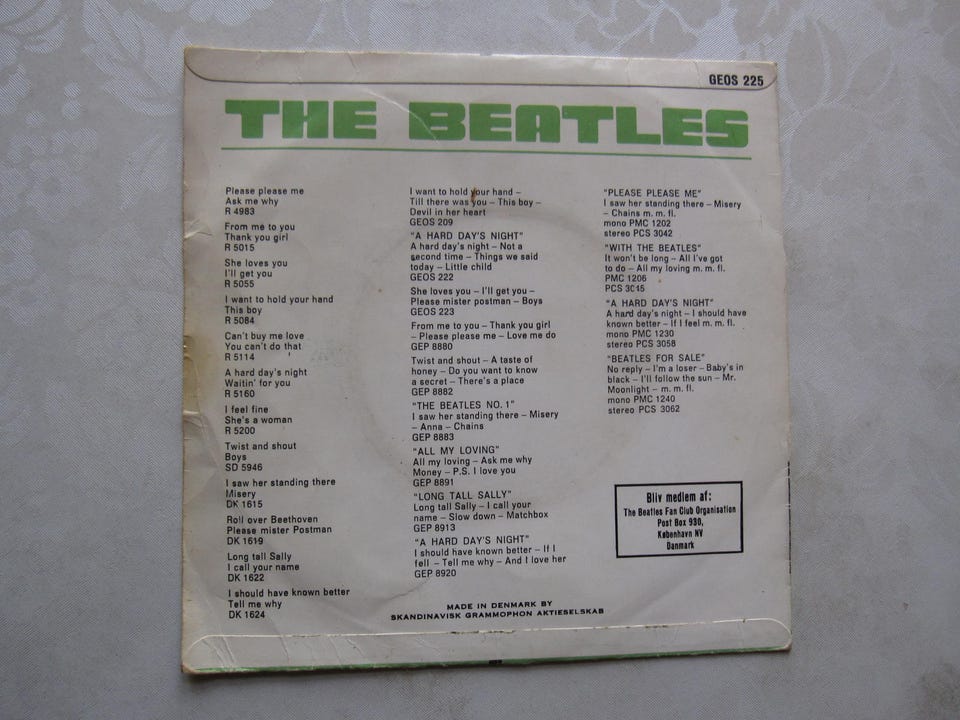 GEOS 225
THE BEATLES
Please please me
Ask me why
R 4983
From me to you
Thank you girl
R 5015
She loves you
I'll get you
R 5055
I want to hold your hand
This boy
R 5084
Can't buy me love
You can't do that
R 5114
A hard day's night
Waitin' for you
R 5160
I feel fine
She's a woman
R 5200
Twist and shout
Boys
SD 5946
I saw her standing there
Misery
DK 1615
Roll over Beethoven
Please mister Postman
DK 1619
Long tall Sally
I call your name
DK 1622
I should have known better
Tell me why
DK 1624
I want to hold your hand –
Till there was you – This boy –
Devil in her heart
GEOS 209
"A HARD DAY'S NIGHT"
A hard day's night – Not a
second time – Things we said
today – Little child
GEOS 222
She loves you – I'll get you –
Please mister postman – Boys
GEOS 223
From me to you – Thank you girl
– Please please me – Love me do
GEP 8880
Twist and shout – A taste of
honey – Do you want to know
a secret – There's a place
GEP 8882
"THE BEATLES NO. 1"
I saw her standing there – Misery
– Anna – Chains
GEP 8883
"ALL MY LOVING"
All my loving – Ask me why
Money – P.S. I love you
GEP 8891
"LONG TALL SALLY"
Long tall Sally – I call your
name – Slow down – Matchbox
GEP 8913
"A HARD DAY'S NIGHT"
I should have known better – If I
fell – Tell me why – And I love her
GEP 8920
"PLEASE PLEASE ME"
I saw her standing there – Misery
– Chains m. m. fl.
mono PMC 1202
stereo PCS 3042
"WITH THE BEATLES"
It won't be long – All I've got
to do – All my loving m. m. fl.
PMC 1206
PCS 3045
"A HARD DAY'S NIGHT"
A hard day's night – I should have
known better – If I feel m. m. fl.
mono PMC 1230
stereo PCS 3058
"BEATLES FOR SALE"
No reply – I'm a loser – Baby's in
black – I'll follow the sun – Mr.
Moonlight – m. m. fl.
mono PMC 1240
stereo PCS 3062
Bliv medlem af:
The Beatles Fan Club Organisation
Post Box 930,
København NV
Danmark
MADE IN DENMARK BY
SKANDINAVISK GRAMMOPHON AKTIESELSKAB